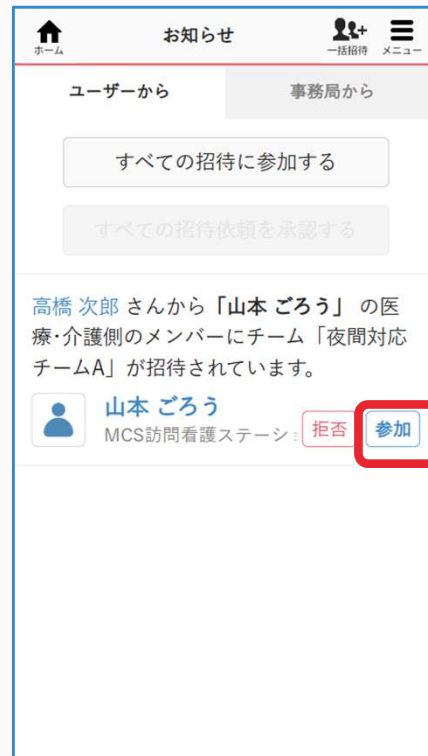 お知らせ
ホーム
一括招待
メニュー
ユーザーから
事務局から
すべての招待に参加する
すべての招待依頼を承認する
高橋 次郎 さんから「山本 ごろう」 の医
療・介護側のメンバーにチーム「夜間対応
チームA」が招待されています。
山本 ごろう
MCS訪問看護ステーシ
拒否
参加